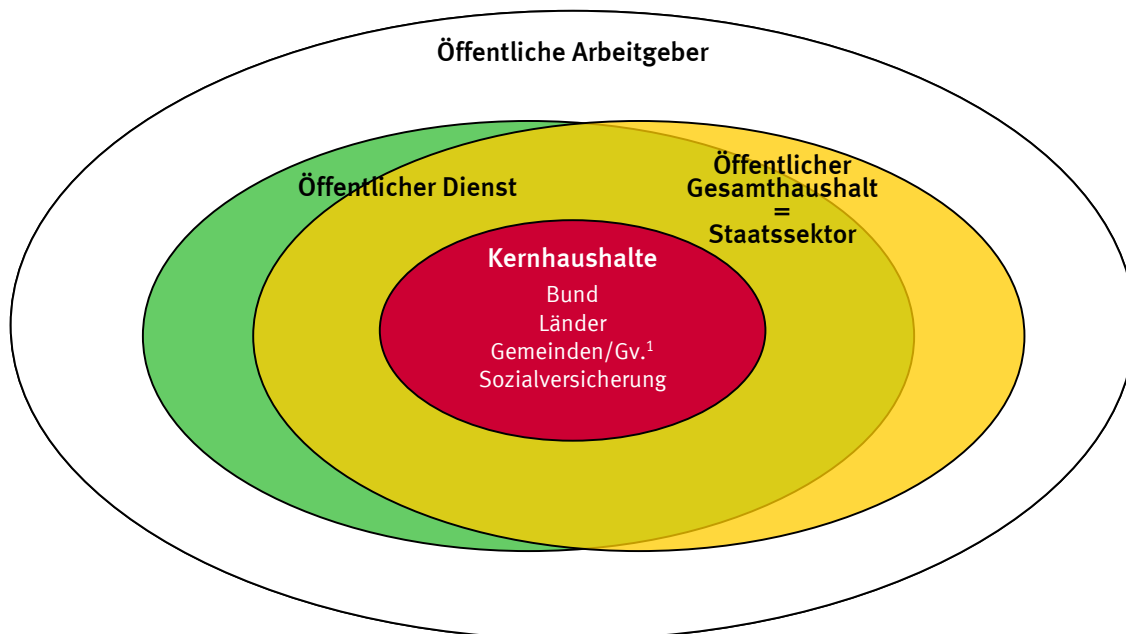 Öffentliche Arbeitgeber
Öffentlicher Dienst
Öffentlicher
Gesamthaushalt
=
Staatssektor
Kernhaushalte
Bund
Länder
Gemeinden/Gv.¹
Sozialversicherung